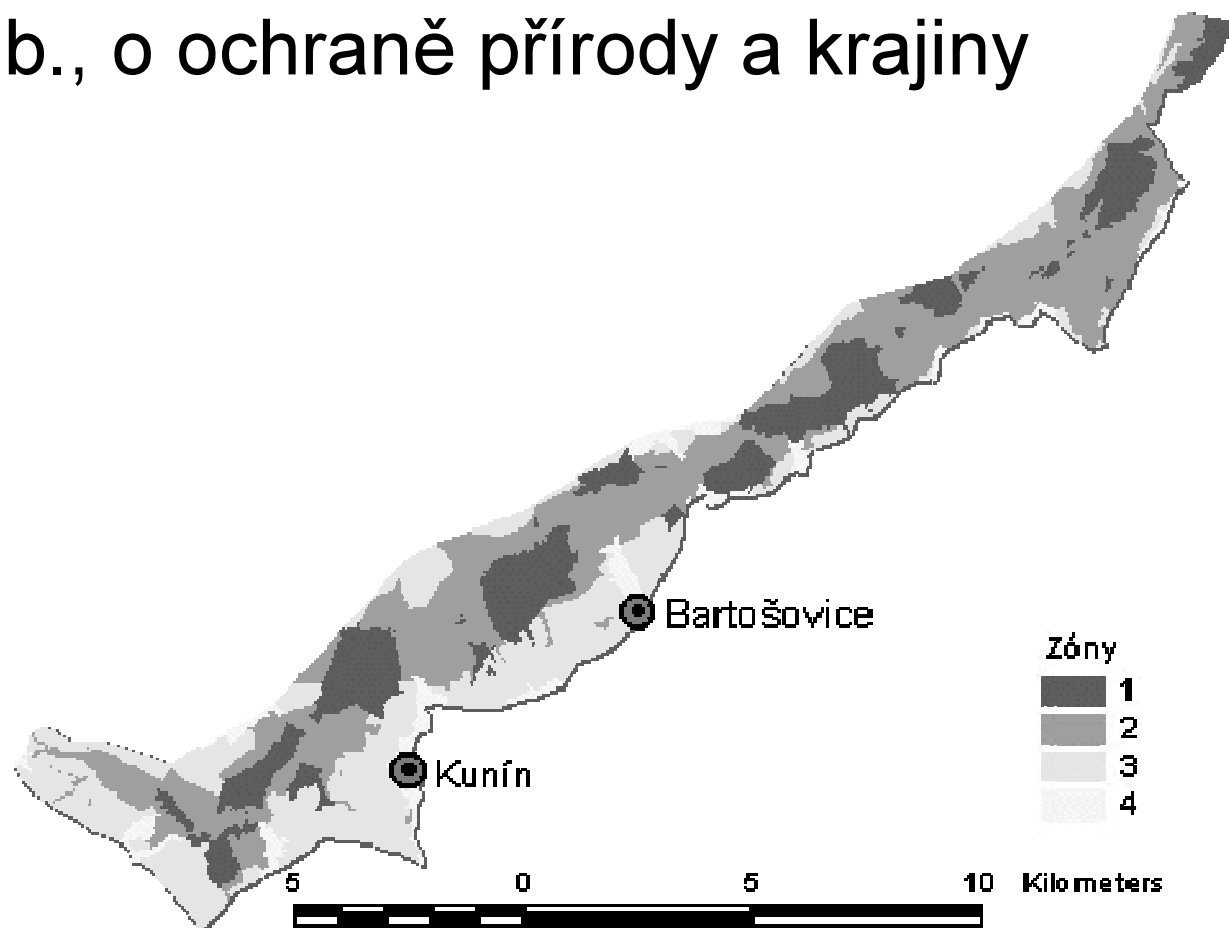 b., o ochraně přírody a krajiny
Bartošovice
Zóny
1
2
Kunín
3
4
5 0 5 10 Kilometers